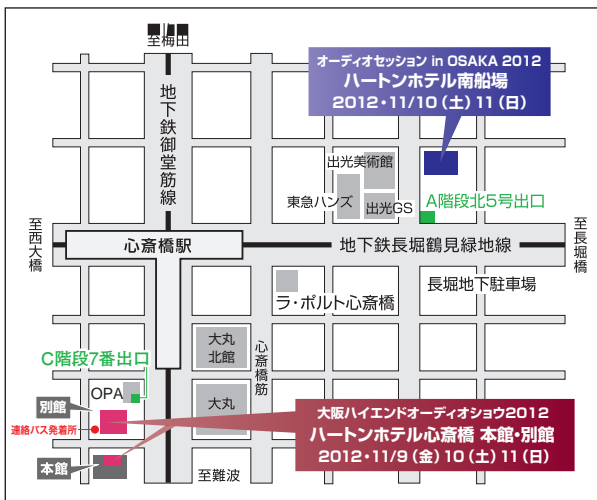 至梅田
オーディオセッション in OSAKA 2012
ハートンホテル南船場
2012・11/10（土）11（日）
地下鉄御堂筋線
出光美術館
東急ハンズ
出光GS
A階段北5号出口
至西大橋
心斎橋駅
地下鉄長堀鶴見緑地線
至長堀橋
長堀地下駐車場
ラ・ポルト心斎橋
大丸
北館
心斎橋筋
C階段7番出口
OPA
大丸
別館
連絡バス発着所
大阪ハイエンドオーディオショウ2012
ハートンホテル心斎橋 本館・別館
2012・11/9（金）10（土）11（日）
本館
至難波